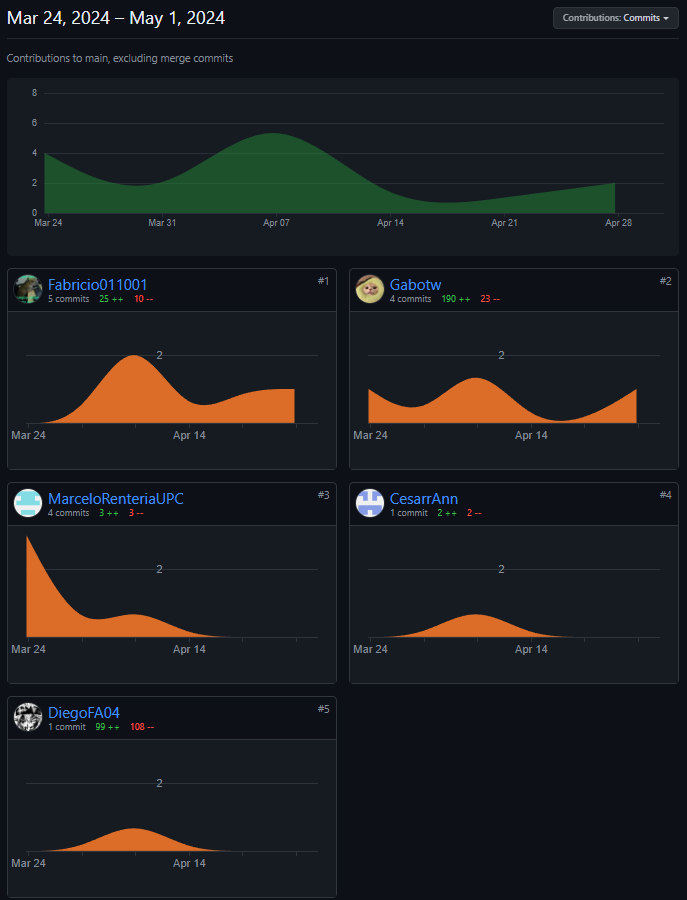 Mar 24, 2024 – May 1, 2024
Contributions: Commits
Contributions to main, excluding merge commits
8
6
4
2
0
Mar 24 Mar 31 Apr 07 Apr 14 Apr 21 Apr 28
Fabricio011001 #1
5 commits 25 ++ 10 --
2
Mar 24 Apr 14
Gabotw #2
4 commits 190 ++ 23 --
2
Mar 24 Apr 14
MarceloRenteriaUPC #3
4 commits 3 ++ 3 --
2
Mar 24 Apr 14
CesarrAnn #4
1 commit 2 ++ 2 --
2
Mar 24 Apr 14
DiegoFA04 #5
1 commit 99 ++ 108 --
2
Mar 24 Apr 14